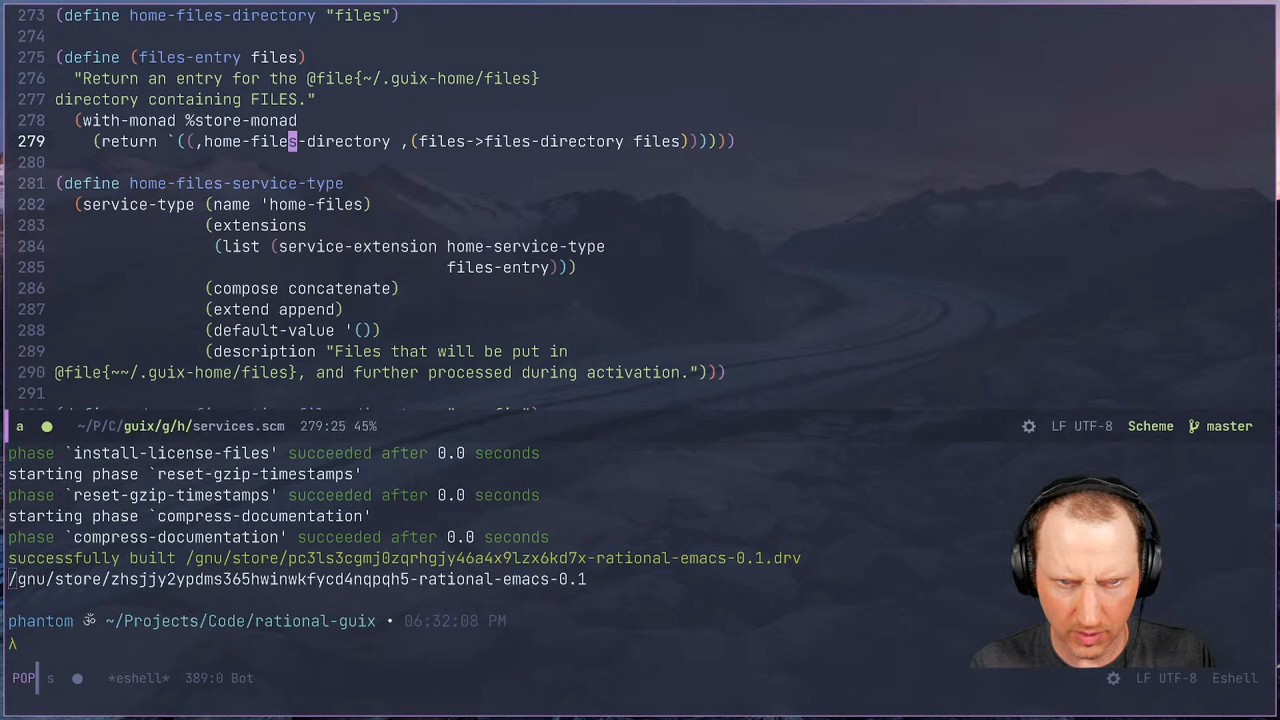 273 (define home-files-directory "files")
274
275 (define (files-entry files)
276   "Return an entry for the @file{~/.guix-home/files}
277 directory containing FILES."
278   (with-monad %store-monad
279     (return `((,home-files-directory ,(files->files-directory files))))))
280
281 (define home-files-service-type
282   (service-type (name 'home-files)
283                 (extensions
284                  (list (service-extension home-service-type
285                                           files-entry)))
286                 (compose concatenate)
287                 (extend append)
288                 (default-value '())
289                 (description "Files that will be put in
290 @file{~~/.guix-home/files}, and further processed during activation.")))
291
a ~/P/C/guix/g/h/services.scm 279:25 45% LF UTF-8 Scheme master
phase `install-license-files' succeeded after 0.0 seconds
starting phase `reset-gzip-timestamps'
phase `reset-gzip-timestamps' succeeded after 0.0 seconds
starting phase `compress-documentation'
phase `compress-documentation' succeeded after 0.0 seconds
successfully built /gnu/store/pc3ls3cgmj0zqrhgjy46a4x9lzx6kd7x-rational-emacs-0.1.drv
/gnu/store/zhsjjy2ypdms365hwinwkfycd4nqpqh5-rational-emacs-0.1
phantom ॐ ~/Projects/Code/rational-guix • 06:32:08 PM
λ
POP s *eshell* 389:0 Bot LF UTF-8 Eshell